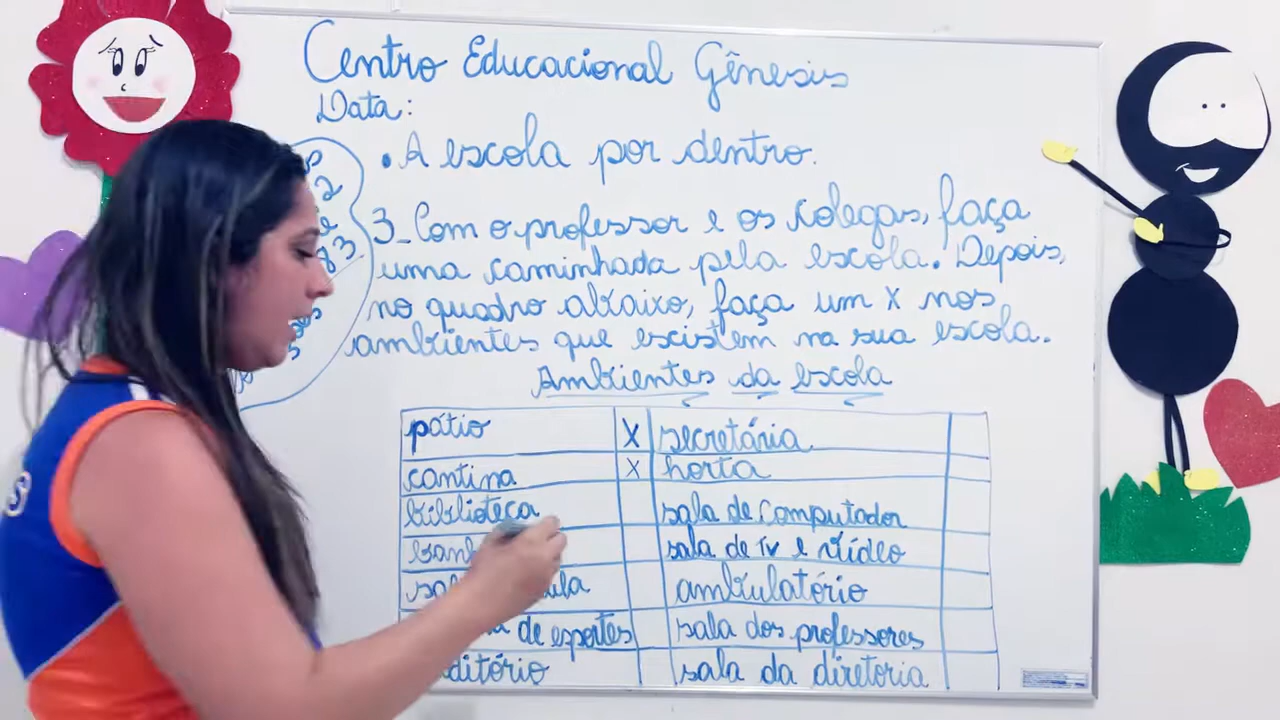 Centro Educacional Gênesis
Data:
• A escola por dentro.
3_ Com o professor e os colegas, faça
uma caminhada pela escola. Depois,
no quadro abaixo, faça um X nos
ambientes que existem na sua escola.
Ambientes da escola
pátio X secretária
cantina X horta
biblioteca sala de computador
sala de TV e vídeo
ambulatório
de esportes sala dos professores
sala da diretoria